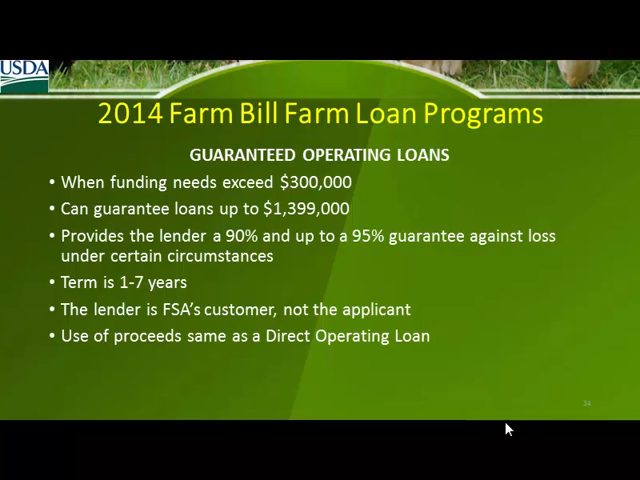 USDA
2014 Farm Bill Farm Loan Programs
GUARANTEED OPERATING LOANS
• When funding needs exceed $300,000
• Can guarantee loans up to $1,399,000
• Provides the lender a 90% and up to a 95% guarantee against loss
under certain circumstances
• Term is 1-7 years
• The lender is FSA's customer, not the applicant
• Use of proceeds same as a Direct Operating Loan
34